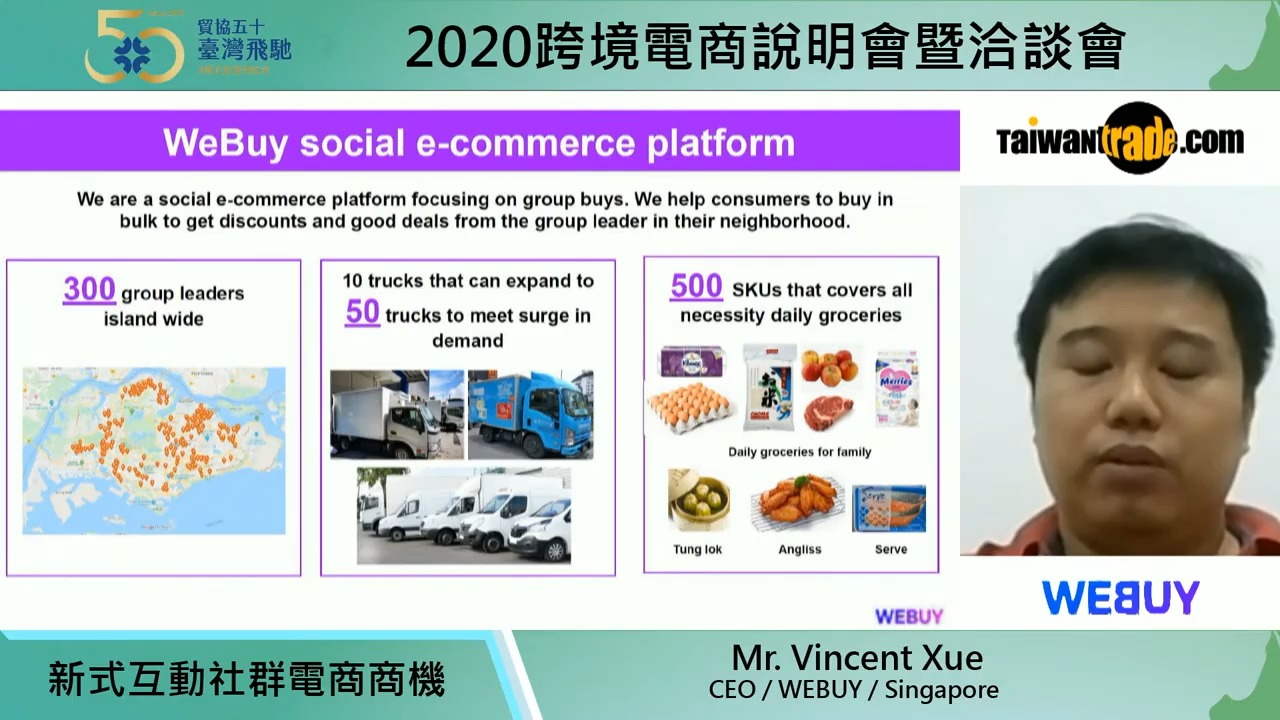 50
貿協五十
臺灣飛馳
2020跨境電商說明會暨洽談會
WeBuy social e-commerce platform
TaiwanTrade.com
We are a social e-commerce platform focusing on group buys. We help consumers to buy in
bulk to get discounts and good deals from the group leader in their neighborhood.
300 group leaders
island wide
10 trucks that can expand to
50 trucks to meet surge in
demand
500 SKUs that covers all
necessity daily groceries
Merries
Daily groceries for family
Tung lok
Angliss
Serve
WEBUY
WEBUY
新式互動社群電商商機
Mr. Vincent Xue
CEO / WEBUY / Singapore